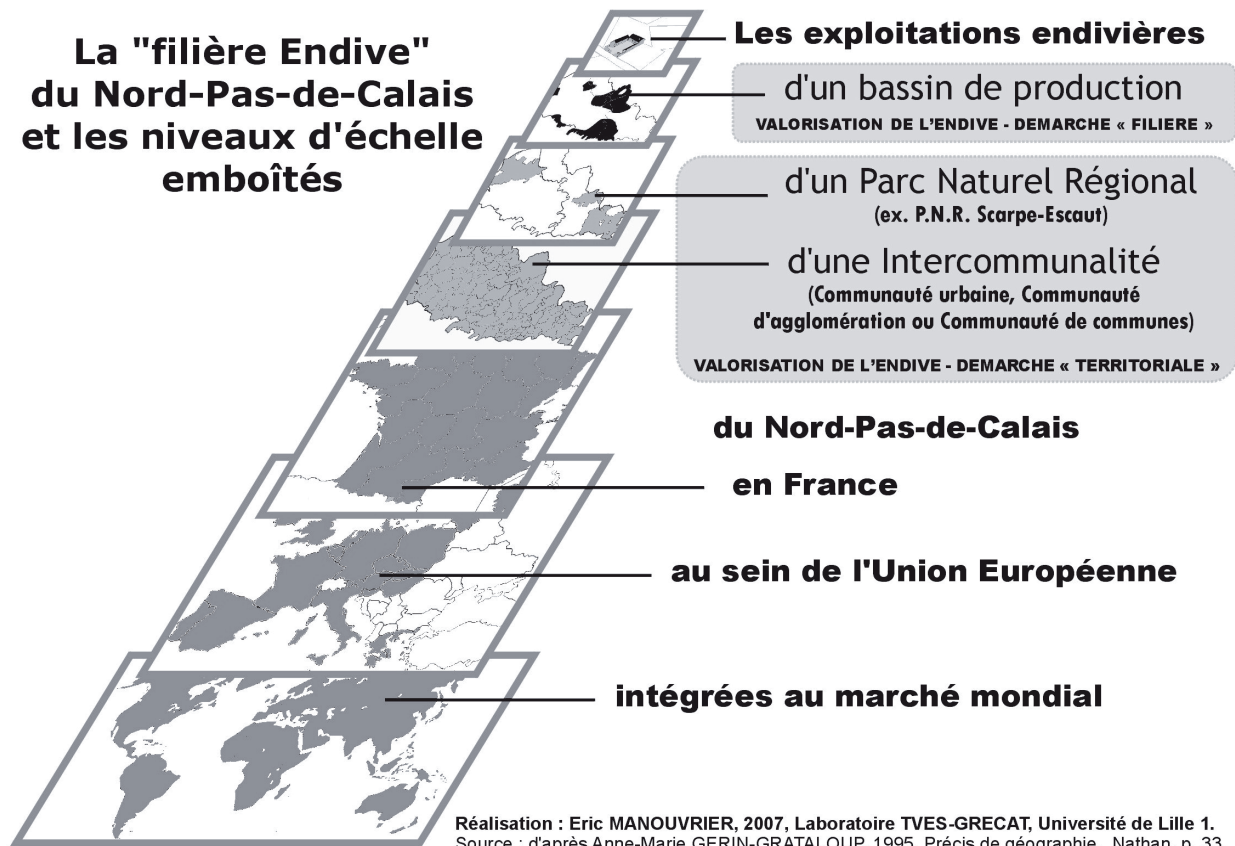 La "filière Endive"
du Nord-Pas-de-Calais
et les niveaux d'échelle
emboîtés
Les exploitations endivières
d'un bassin de production
VALORISATION DE L'ENDIVE - DEMARCHE « FILIERE »
d'un Parc Naturel Régional
(ex. P.N.R. Scarpe-Escaut)
d'une Intercommunalité
(Communauté urbaine, Communauté
d'agglomération ou Communauté de communes)
VALORISATION DE L'ENDIVE - DEMARCHE « TERRITORIALE »
du Nord-Pas-de-Calais
en France
au sein de l'Union Européenne
intégrées au marché mondial
Réalisation : Eric MANOUVRIER, 2007, Laboratoire TVES-GRECAT, Université de Lille 1.
Source : d'après Anne-Marie GERIN-GRATALOUP, 1995, Précis de géographie, Nathan, p. 33.